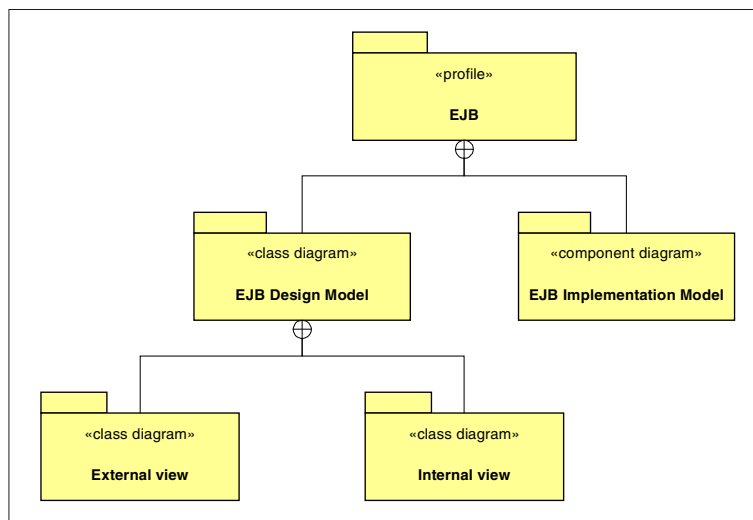 «profile»
EJB
«class diagram»
EJB Design Model
«component diagram»
EJB Implementation Model
«class diagram»
External view
«class diagram»
Internal view